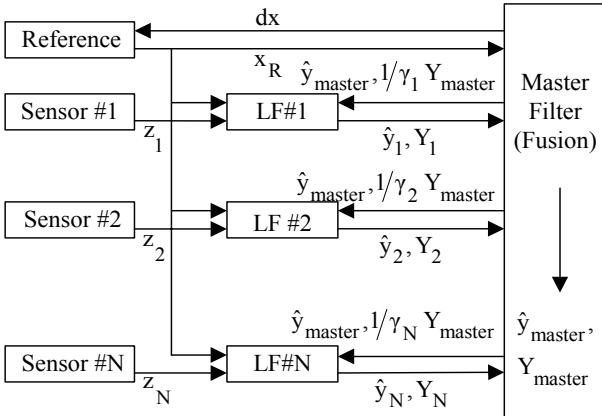 dx
Reference
x_R
ŷ_master, 1/γ_1 Y_master
Master
Filter
(Fusion)
Sensor #1
z_1
LF#1
ŷ_1, Y_1
ŷ_master, 1/γ_2 Y_master
Sensor #2
z_2
LF #2
ŷ_2, Y_2
ŷ_master, 1/γ_N Y_master
ŷ_master,
Y_master
Sensor #N
z_N
LF#N
ŷ_N, Y_N